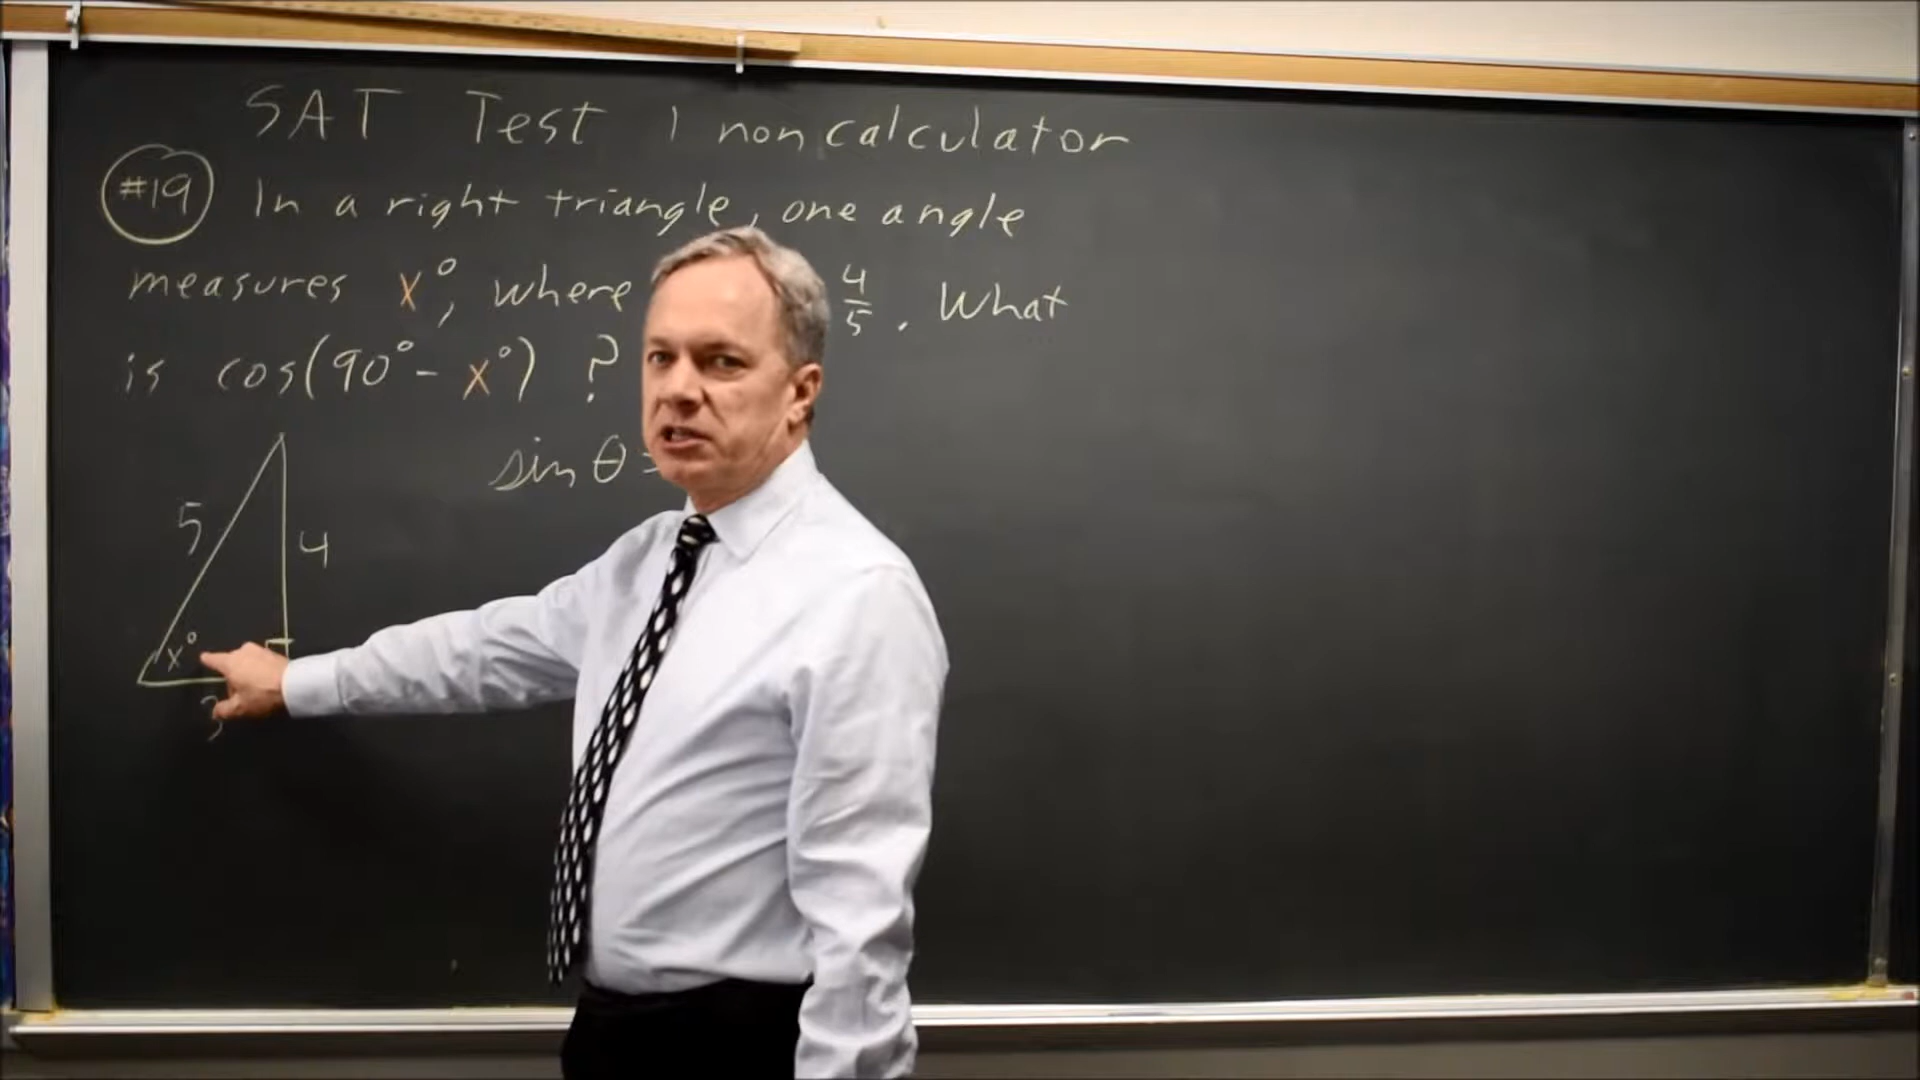 SAT Test 1 noncalculator
#19 In a right triangle, one angle
measures x°, where 4/5. What
is cos(90° - x°) ?
sin θ =
5
4
x°
3